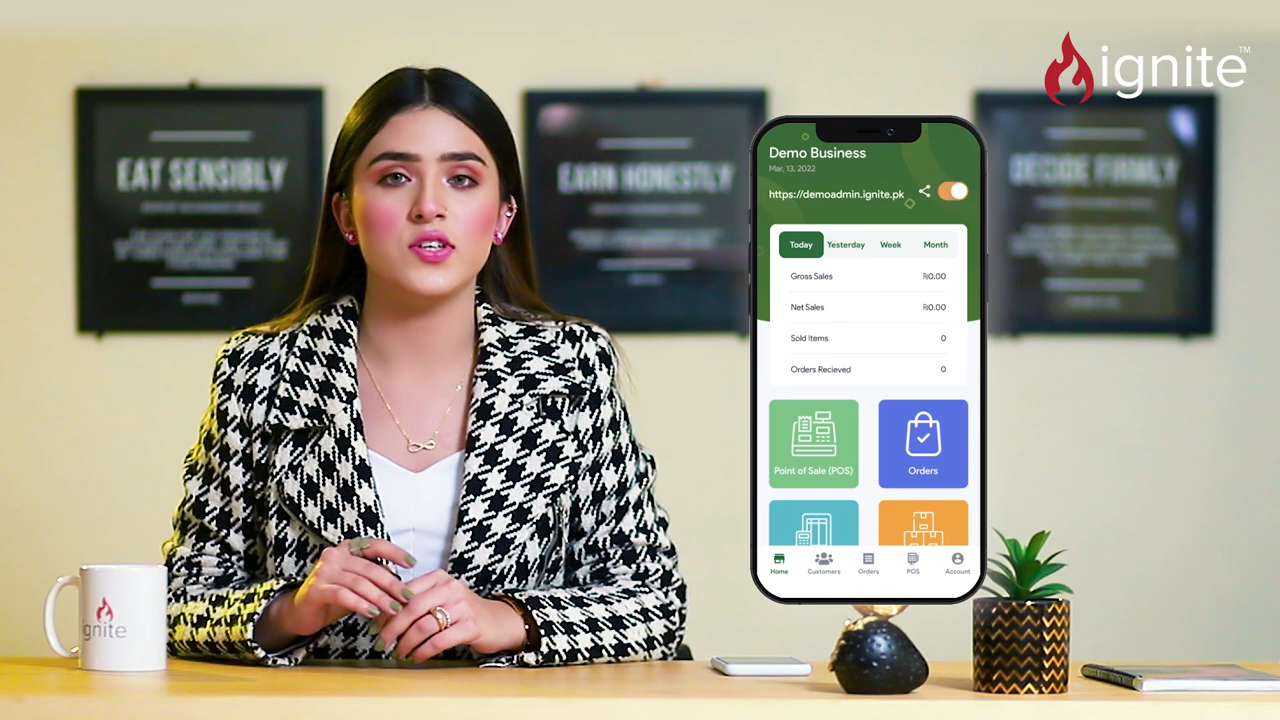 EAT SENSIBLY
EARN HONESTLY
DECIDE FIRMLY
ignite™
Demo Business
Mar, 13, 2022
https://demoadmin.ignite.pk
Today Yesterday Week Month
Gross Sales ₨0.00
Net Sales ₨0.00
Sold Items 0
Orders Recieved 0
Point of Sale (POS)
Orders
Home Customers Orders POS Account
ignite